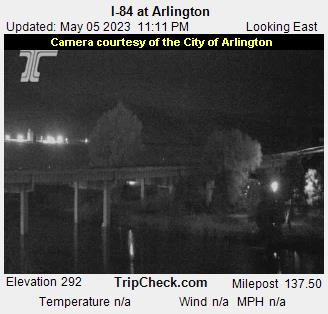 I-84 at Arlington
Updated: May 05 2023 11:11 PM Looking East
Camera courtesy of the City of Arlington
Elevation 292 TripCheck.com Milepost 137.50
Temperature n/a Wind n/a MPH n/a